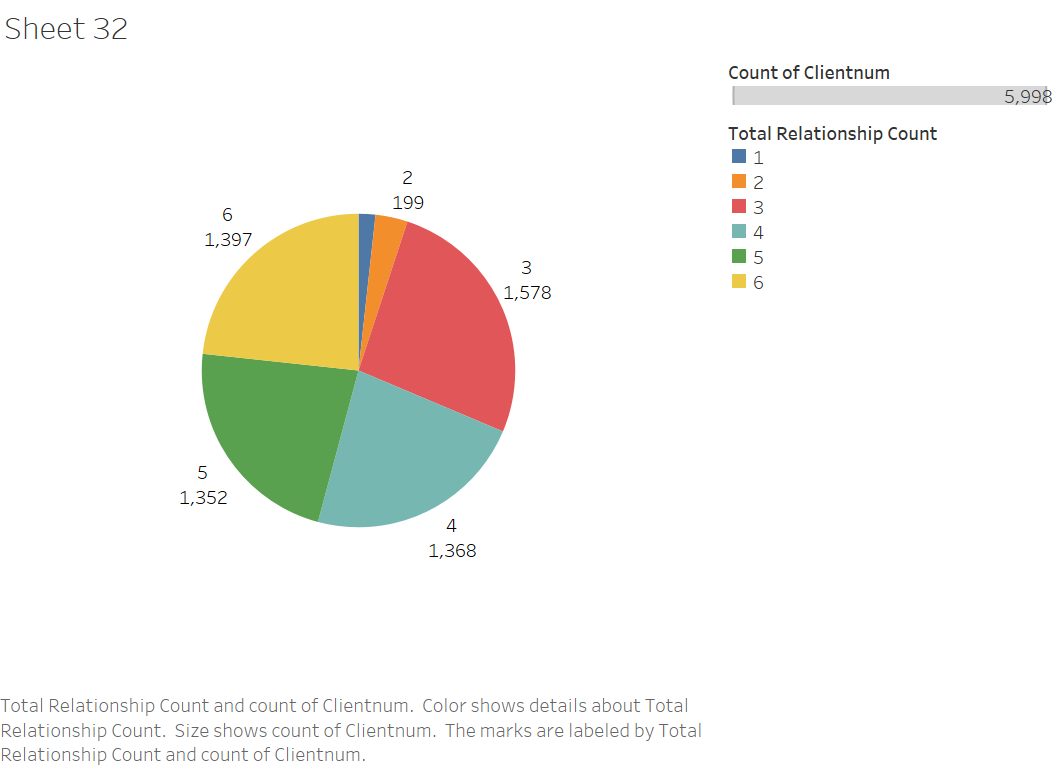 Sheet 32
Count of Clientnum
5,998
Total Relationship Count
1
2
3
4
5
6
2
199
6
1,397
3
1,578
5
1,352
4
1,368
Total Relationship Count and count of Clientnum. Color shows details about Total
Relationship Count. Size shows count of Clientnum. The marks are labeled by Total
Relationship Count and count of Clientnum.